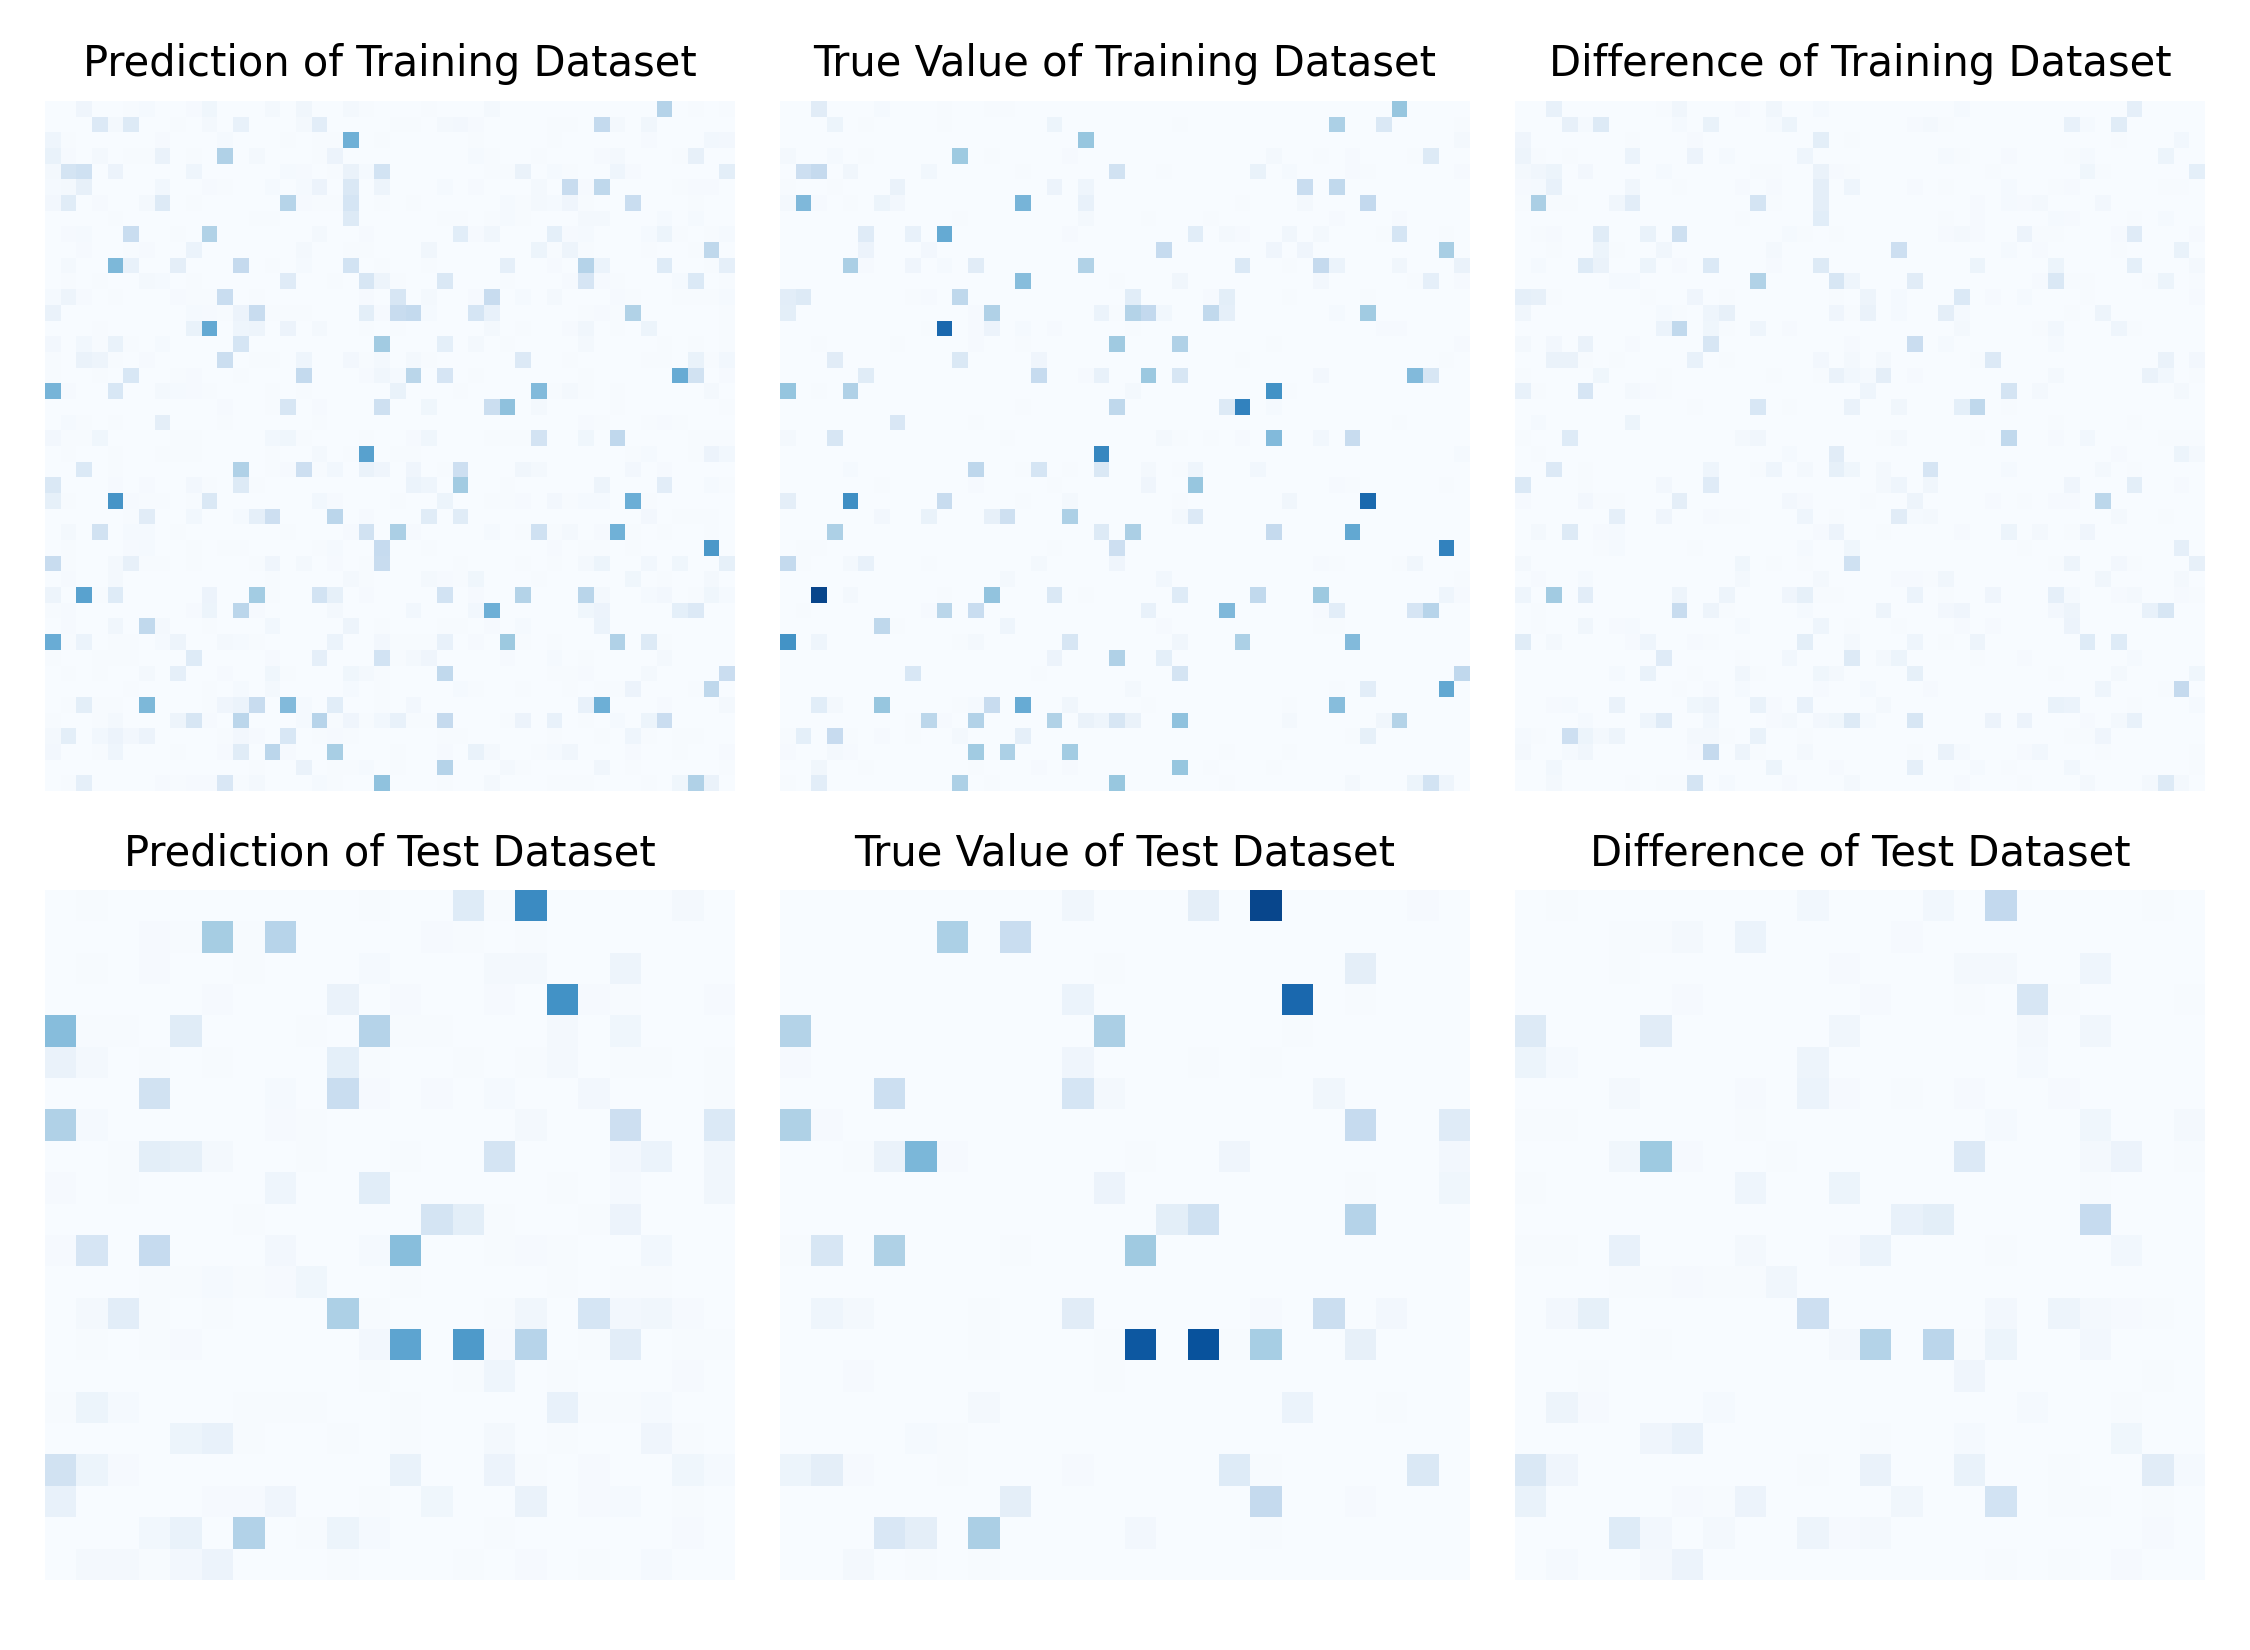 Prediction of Training Dataset
True Value of Training Dataset
Difference of Training Dataset
Prediction of Test Dataset
True Value of Test Dataset
Difference of Test Dataset